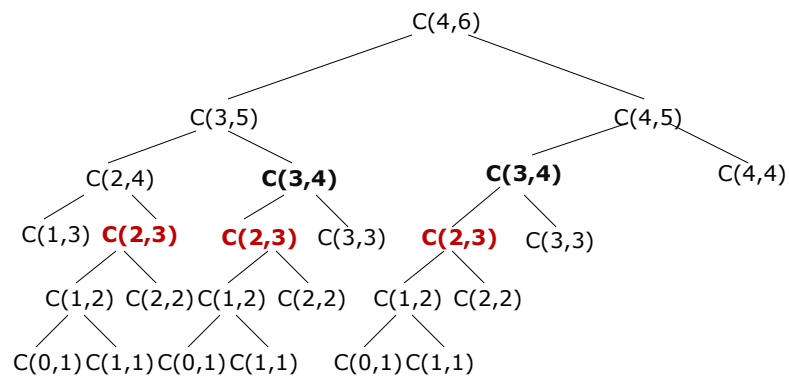 C(4,6)
C(3,5) C(4,5)
C(2,4) C(3,4) C(3,4) C(4,4)
C(1,3) C(2,3) C(2,3) C(3,3) C(2,3) C(3,3)
C(1,2) C(2,2) C(1,2) C(2,2) C(1,2) C(2,2)
C(0,1) C(1,1) C(0,1) C(1,1) C(0,1) C(1,1)